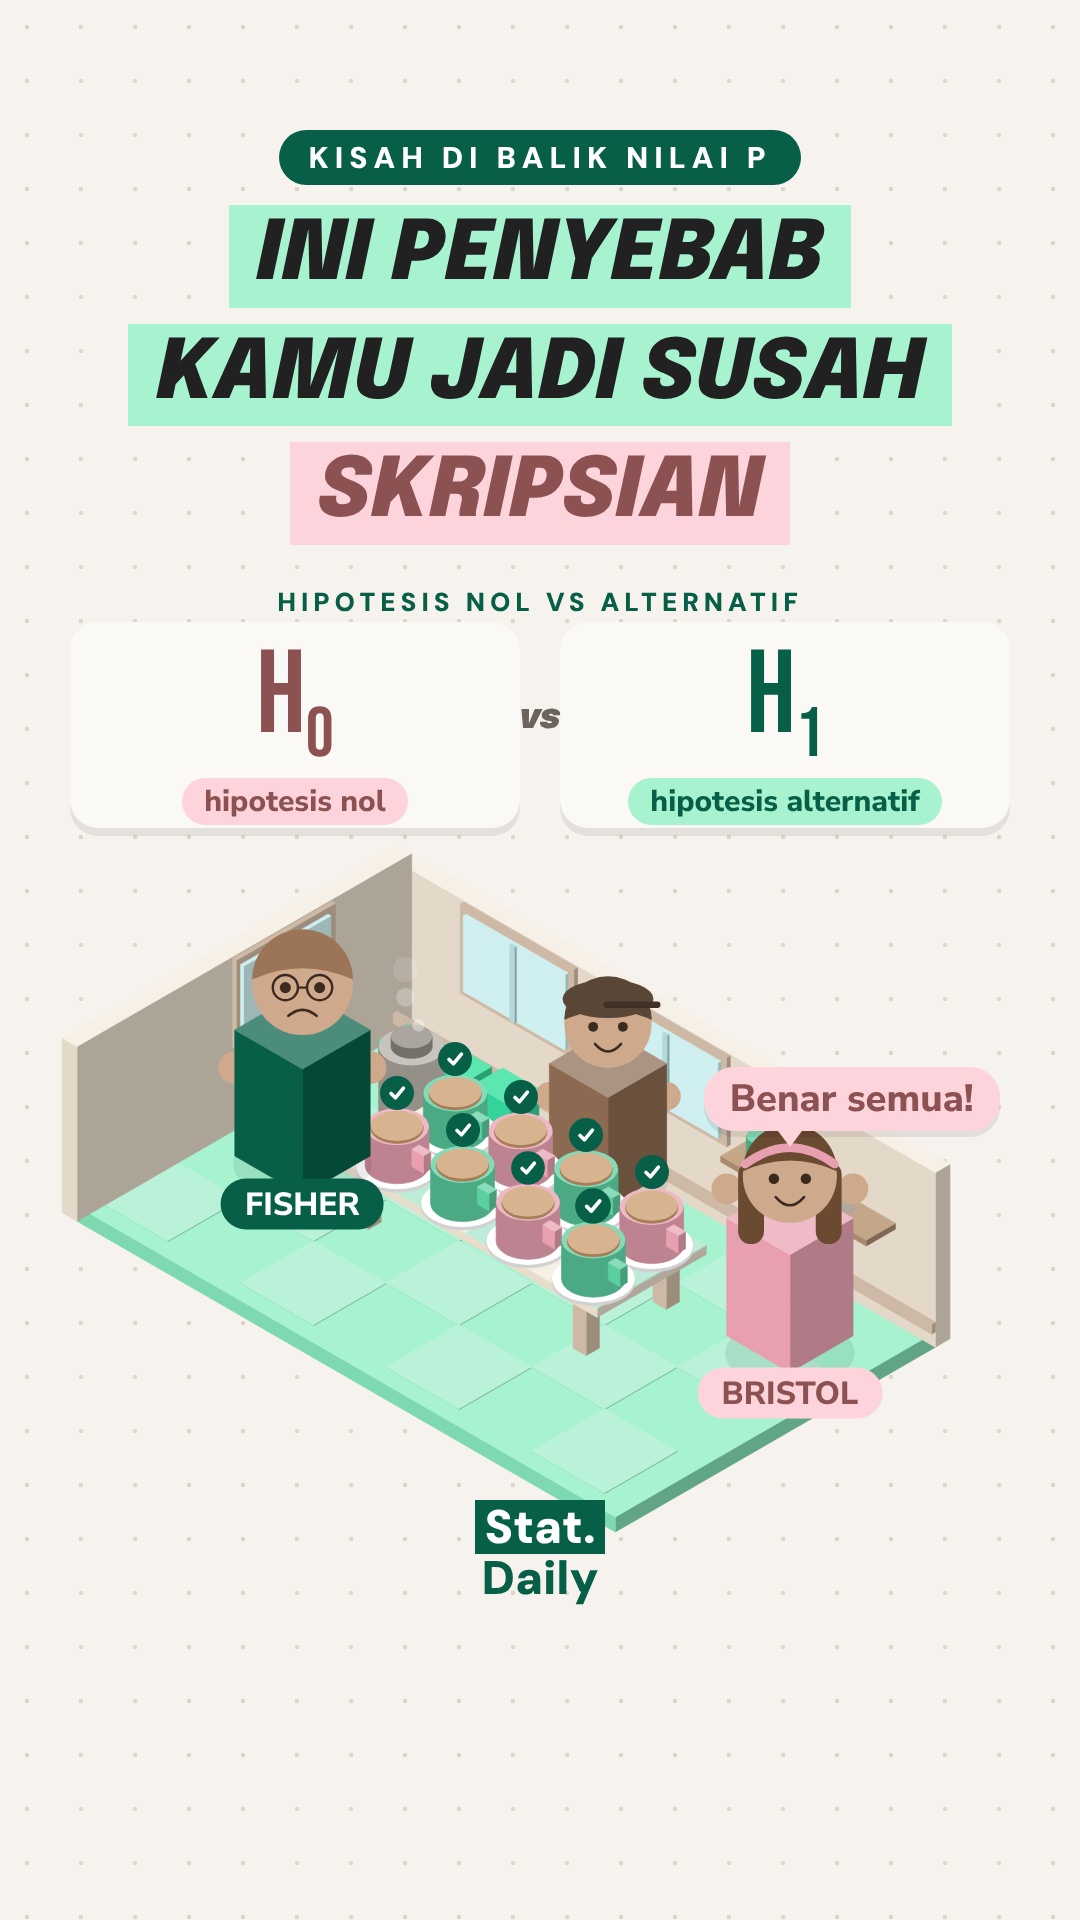 KISAH DI BALIK NILAI P
INI PENYEBAB
KAMU JADI SUSAH
SKRIPSIAN
HIPOTESIS NOL VS ALTERNATIF
H0
vs
H1
hipotesis nol
hipotesis alternatif
Benar semua!
FISHER
BRISTOL
Stat.
Daily